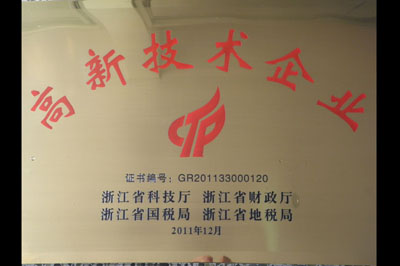 高新技术企业
证书编号：GR201133000120
浙江省科技厅 浙江省财政厅
浙江省国税局 浙江省地税局
2011年12月